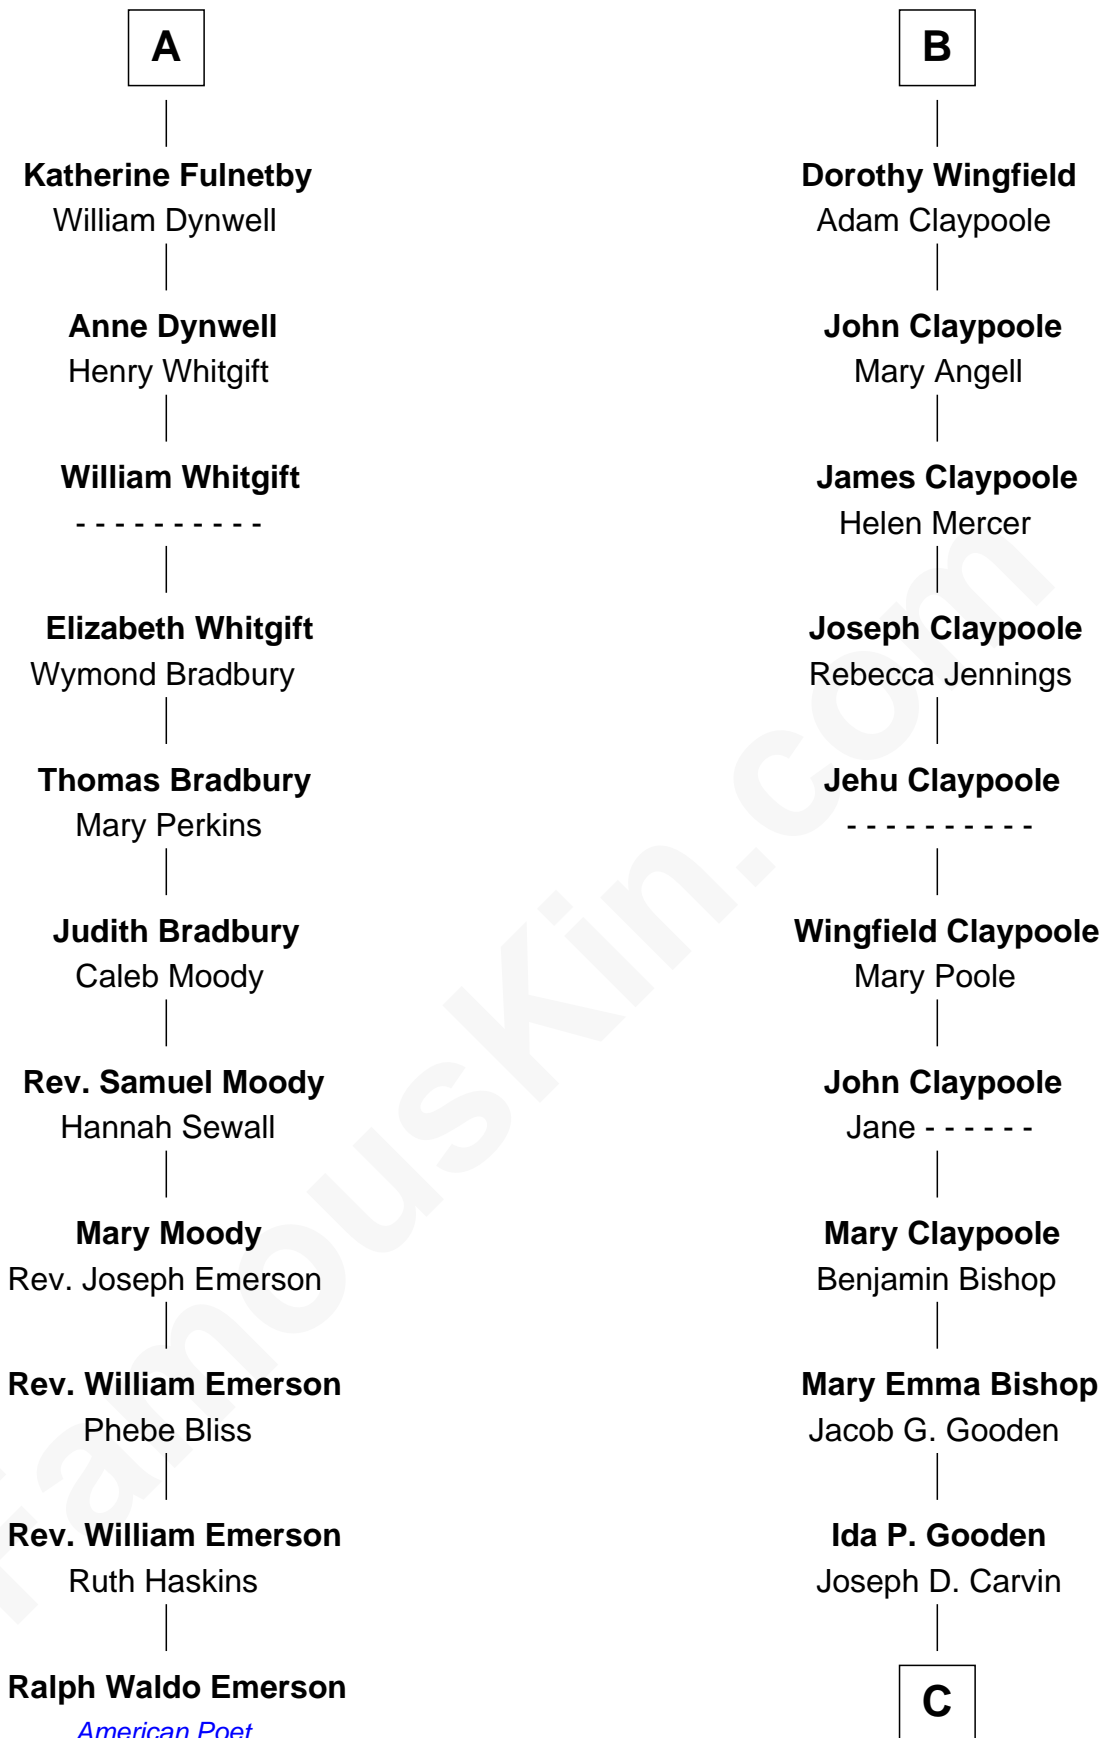 A
Katherine Fulnetby
William Dynwell
Anne Dynwell
Henry Whitgift
William Whitgift
- - - - - - - - - -
Elizabeth Whitgift
Wymond Bradbury
Thomas Bradbury
Mary Perkins
Judith Bradbury
Caleb Moody
Rev. Samuel Moody
Hannah Sewall
Mary Moody
Rev. Joseph Emerson
Rev. William Emerson
Phebe Bliss
Rev. William Emerson
Ruth Haskins
Ralph Waldo Emerson
American Poet
B
Dorothy Wingfield
Adam Claypoole
John Claypoole
Mary Angell
James Claypoole
Helen Mercer
Joseph Claypoole
Rebecca Jennings
Jehu Claypoole
- - - - - - - - - -
Wingfield Claypoole
Mary Poole
John Claypoole
Jane - - - - - -
Mary Claypoole
Benjamin Bishop
Mary Emma Bishop
Jacob G. Gooden
Ida P. Gooden
Joseph D. Carvin
C
FamousKin.com